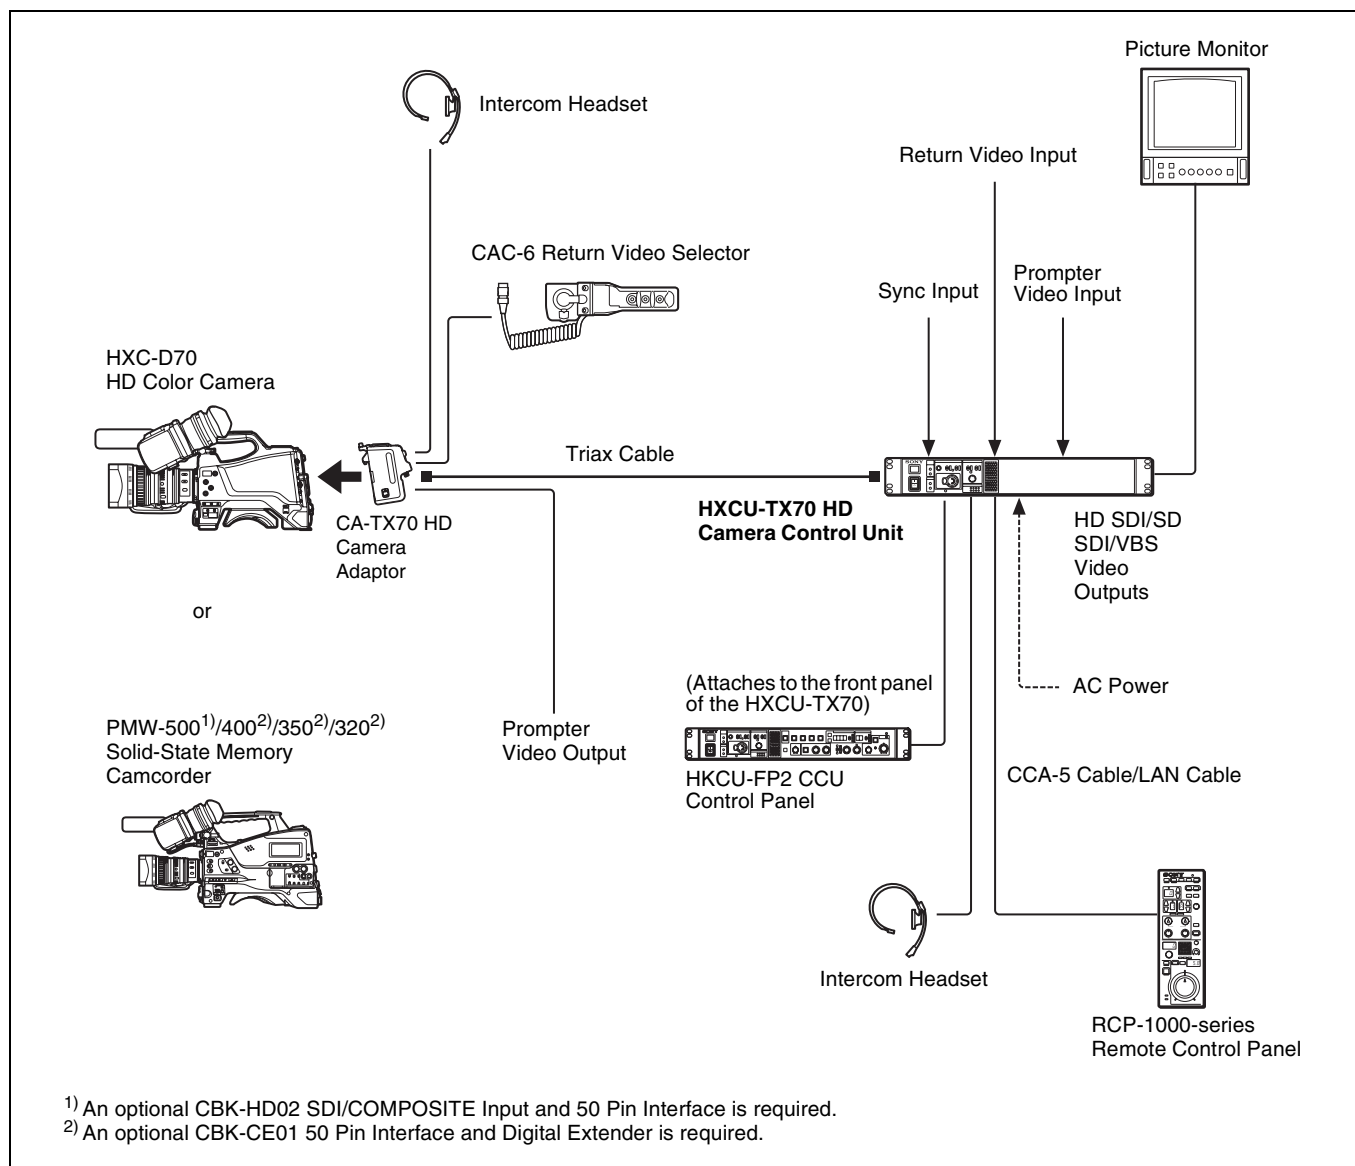 Picture Monitor
Intercom Headset
Return Video Input
CAC-6 Return Video Selector
Prompter
Video Input
Sync Input
HXC-D70
HD Color Camera
Triax Cable
SONY
HXCU-TX70 HD
Camera Control Unit
CA-TX70 HD
Camera
Adaptor
HD SDI/SD
SDI/VBS
Video
Outputs
or
(Attaches to the front panel
of the HXCU-TX70)
AC Power
PMW-500¹⁾/400²⁾/350²⁾/320²⁾
Solid-State Memory
Camcorder
Prompter
Video Output
SONY
HKCU-FP2 CCU
Control Panel
CCA-5 Cable/LAN Cable
SONY
Intercom Headset
RCP-1000-series
Remote Control Panel
¹⁾ An optional CBK-HD02 SDI/COMPOSITE Input and 50 Pin Interface is required.
²⁾ An optional CBK-CE01 50 Pin Interface and Digital Extender is required.